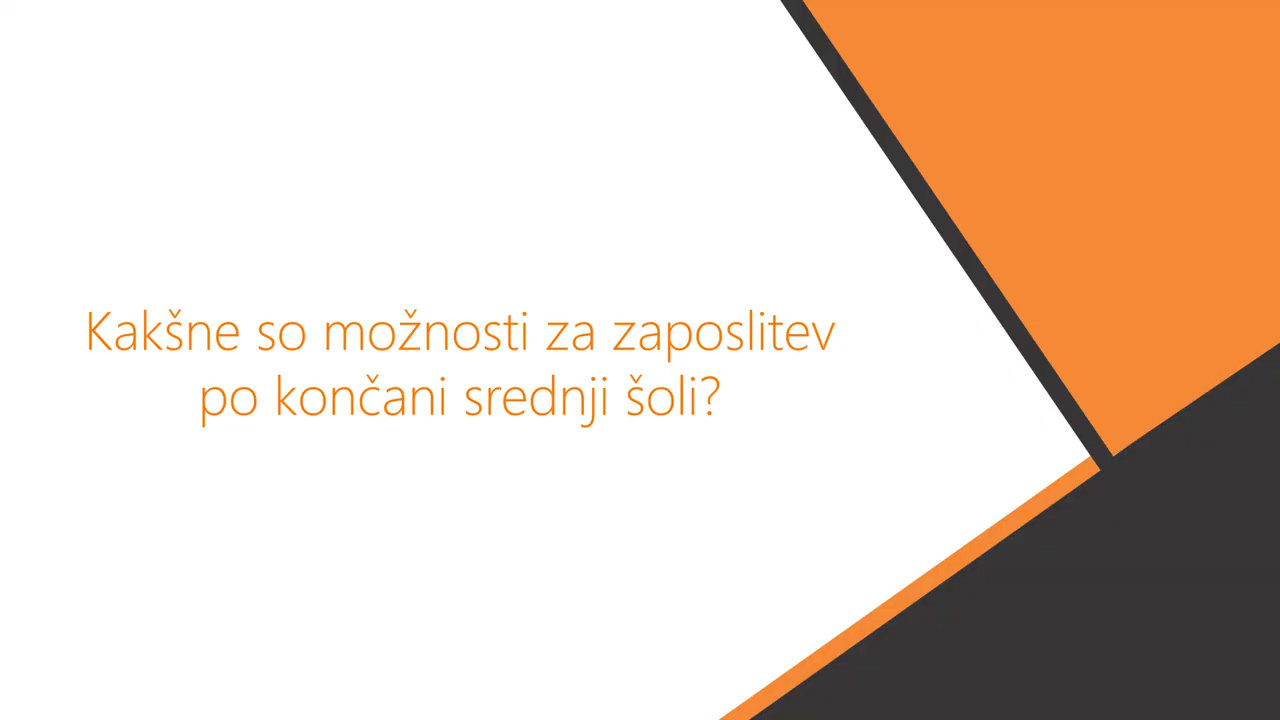 Kakšne so možnosti za zaposlitev
po končani srednji šoli?